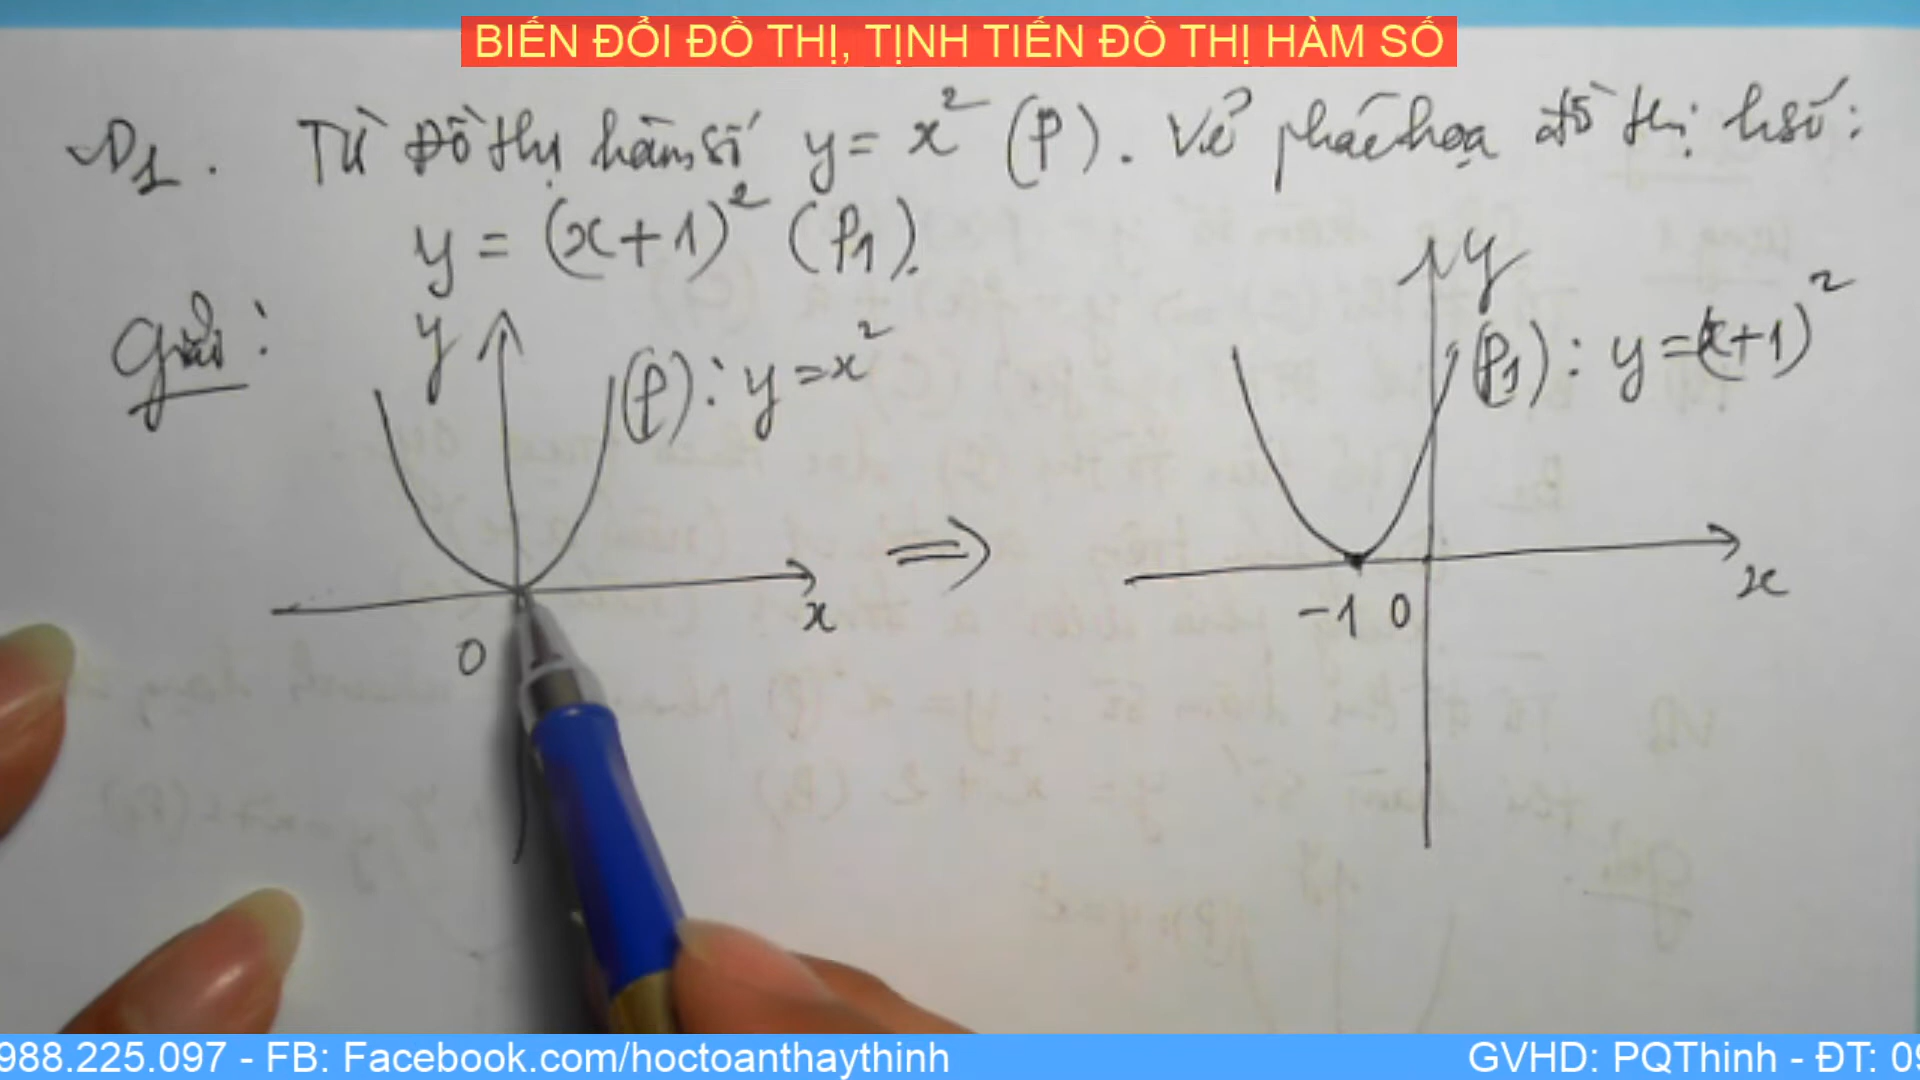 BIẾN ĐỔI ĐỒ THỊ, TỊNH TIẾN ĐỒ THỊ HÀM SỐ
VD1. Từ Đồ thị hàm số y = x² (P). Vẽ phác họa đồ thị h số:
y = (x+1)² (P1).
Giải:
y
(P): y = x²
x
0
y
(P1): y = (x+1)²
-1 0
x
988.225.097 - FB: Facebook.com/hoctoanthaythinh
GVHD: PQThinh - ĐT: 09